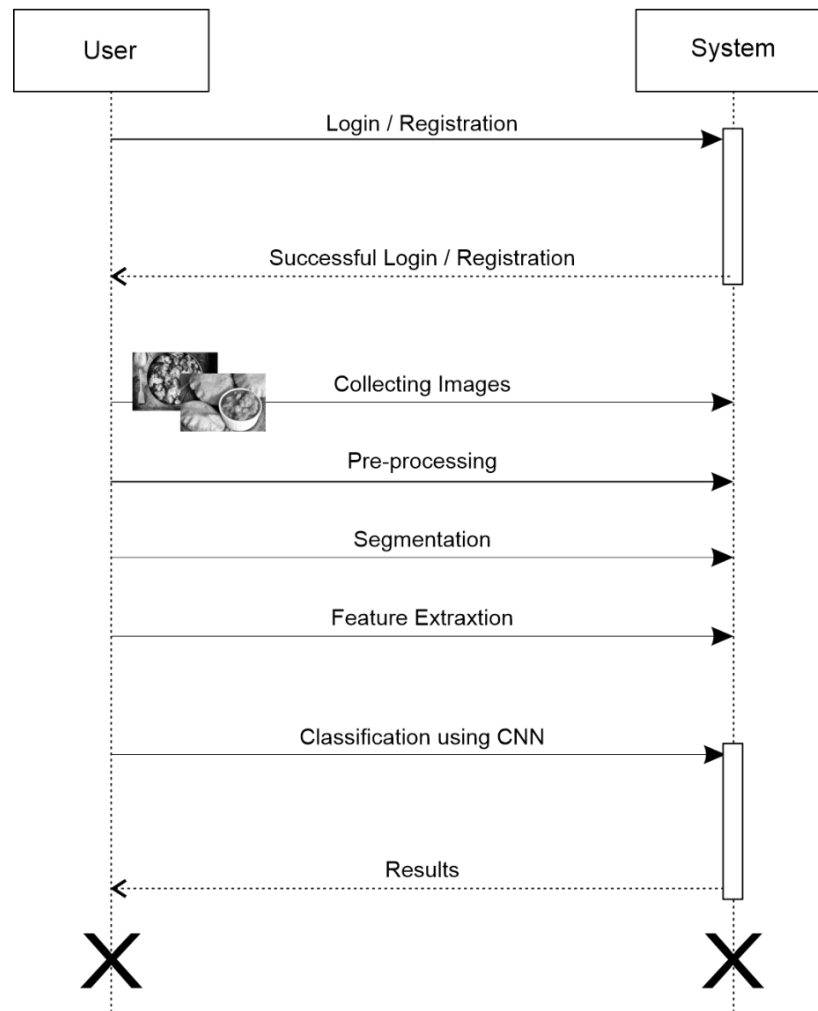 User
System
Login / Registration
Successful Login / Registration
Collecting Images
Pre-processing
Segmentation
Feature Extraxtion
Classification using CNN
Results